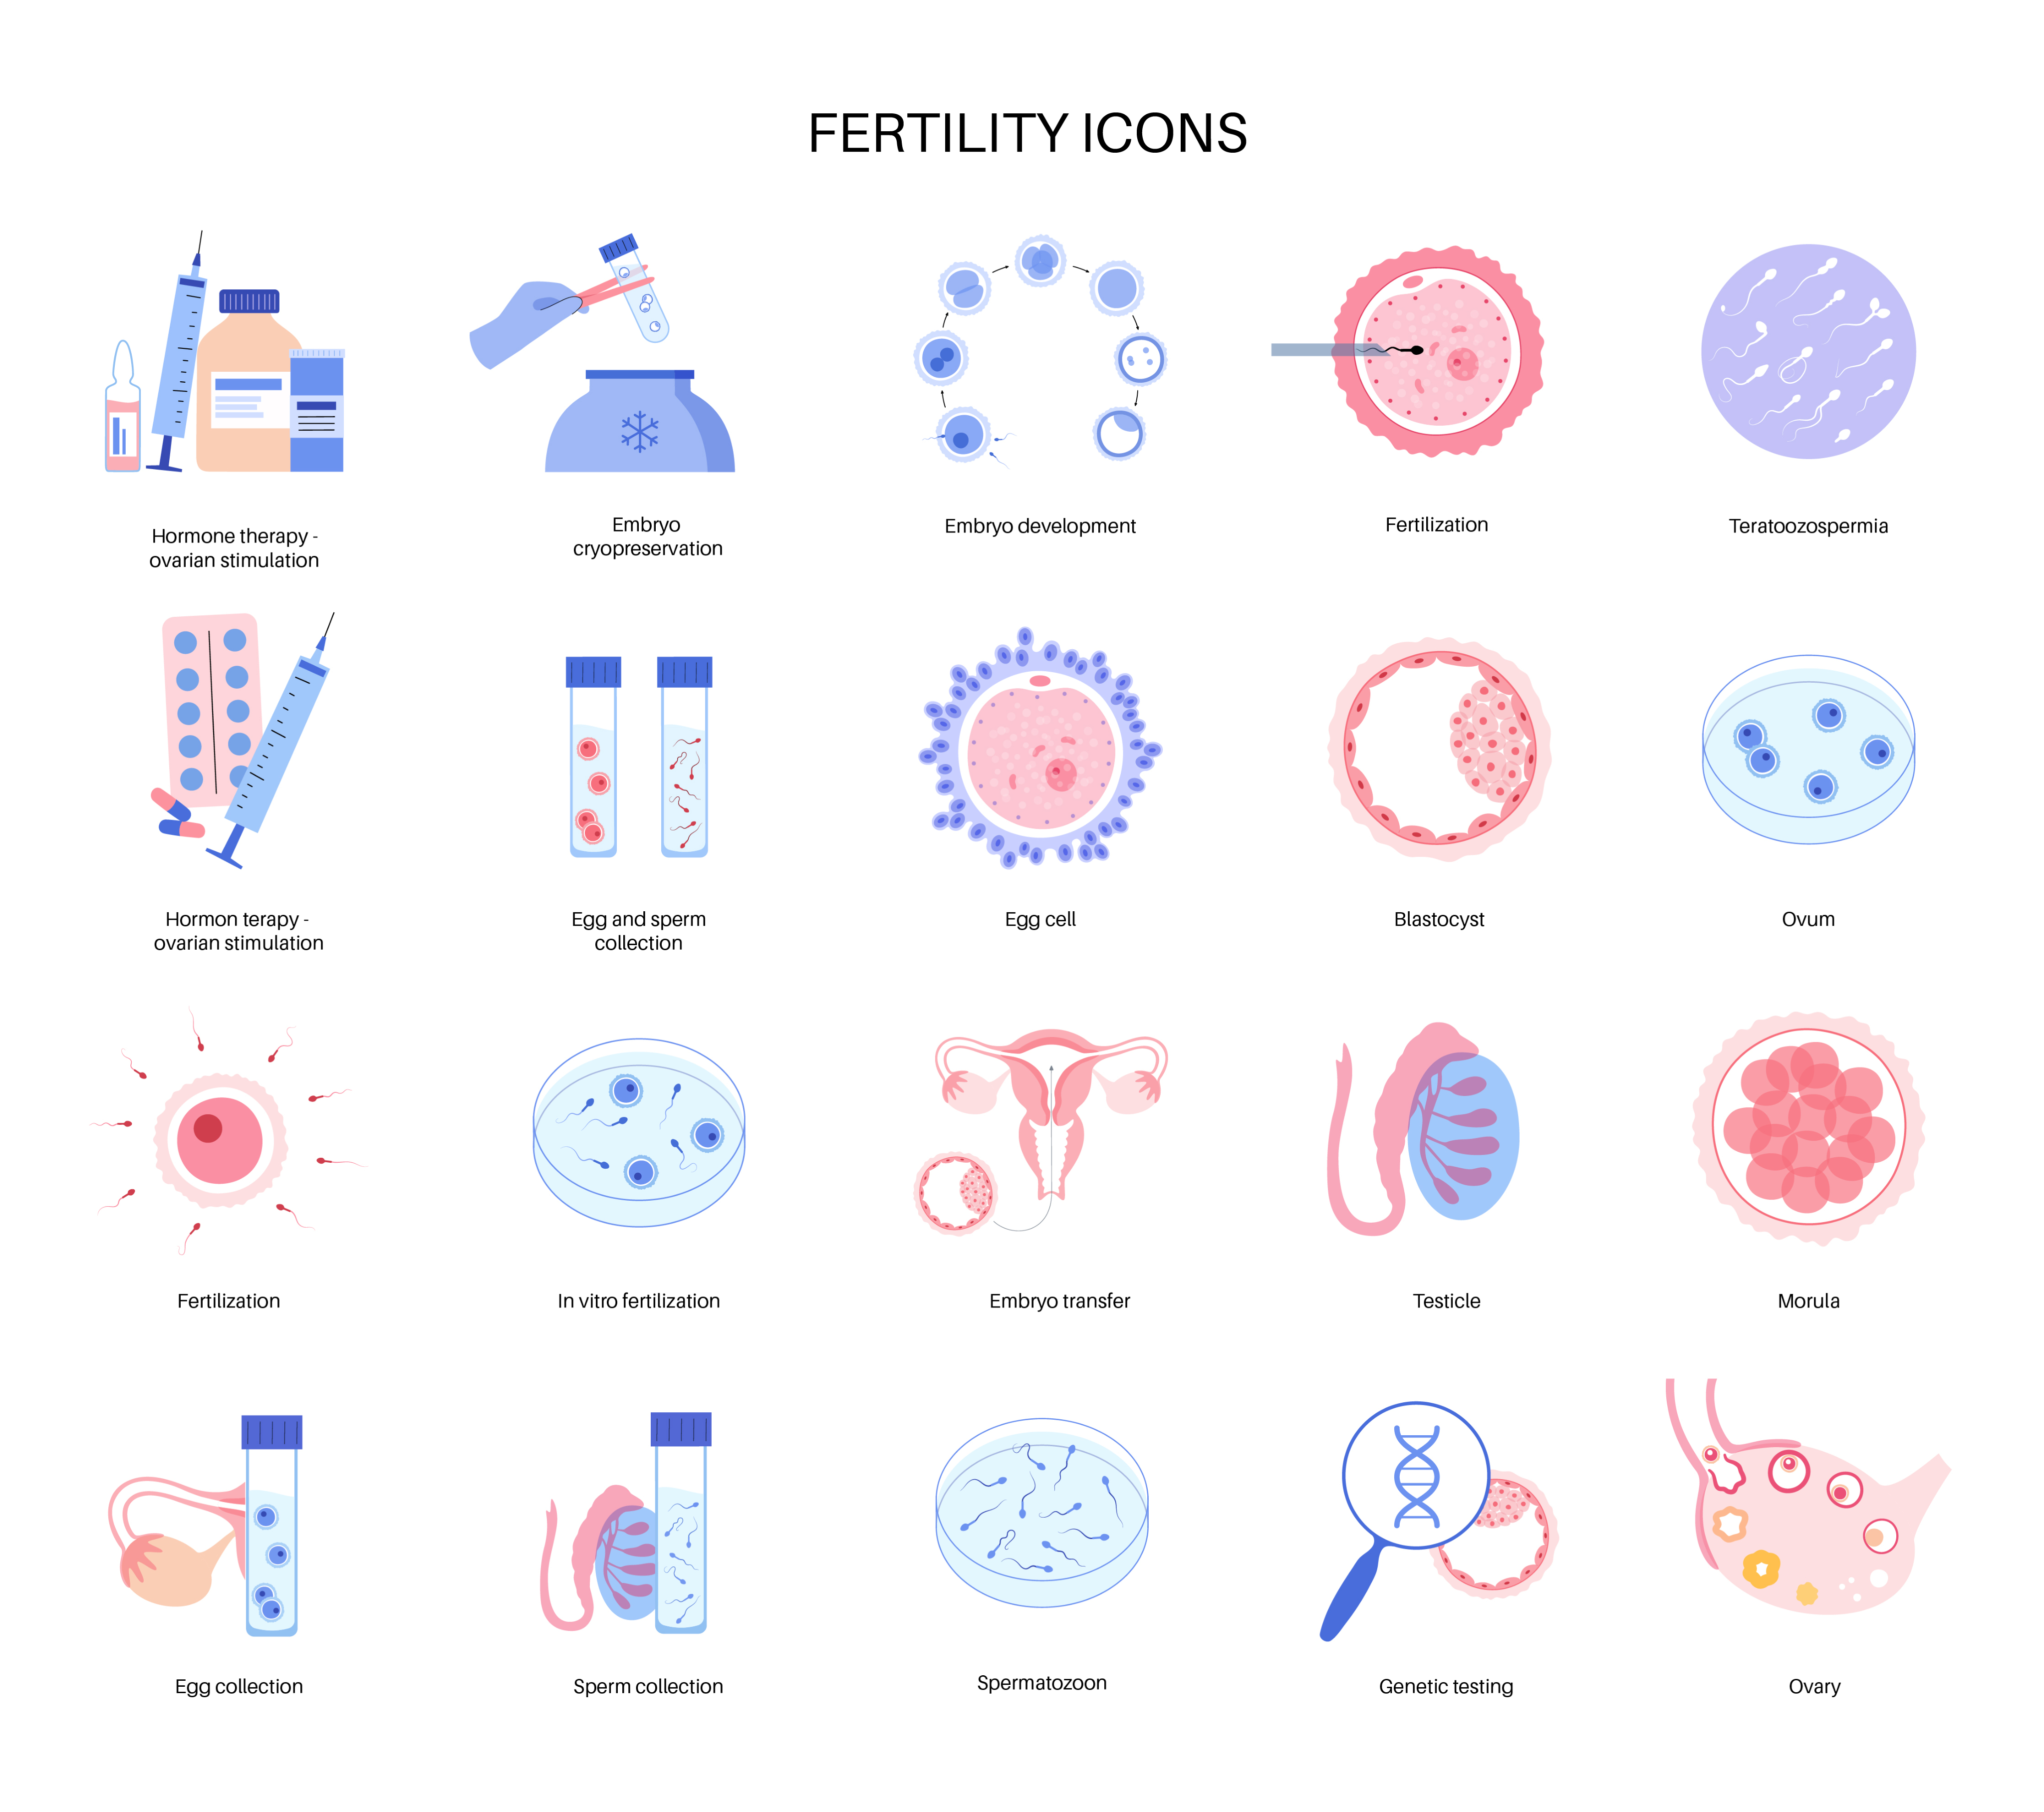 FERTILITY ICONS
Hormone therapy -
ovarian stimulation
Embryo
cryopreservation
Embryo development
Fertilization
Teratoozospermia
Hormon terapy -
ovarian stimulation
Egg and sperm
collection
Egg cell
Blastocyst
Ovum
Fertilization
In vitro fertilization
Embryo transfer
Testicle
Morula
Egg collection
Sperm collection
Spermatozoon
Genetic testing
Ovary